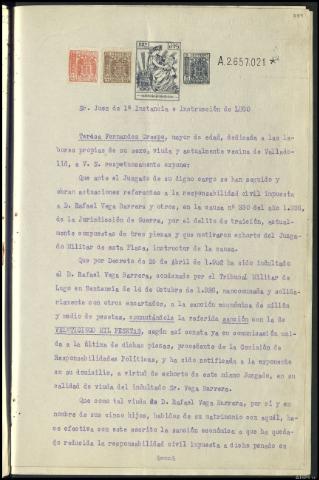 A.2.657.021 *
Sr. Juez de 1ª Instancia e Instrucción de LUGO
Teresa Fernandez Crespo, mayor de edad, dedicada a las la-
bores propias de su sexo, viuda y actualmente vecina de Vallado-
lid, a V. S. respetuosamente expone:
Que ante el Juzgado de su digno cargo se han seguido y
obran actuaciones referentes a la responsabilidad civil impuesta
a D. Rafael Vega Barrera y otros, en la causa nº del año 1.936,
de la Jurisdicción de Guerra, por el delito de traición, actual-
mente compuestas de tres piezas y que motivaron exhorto del Juzga-
do Militar de esta Plaza, instructor de la causa.
Que por Decreto de 25 de Abril de 1.952 ha sido indultado
el D. Rafael Vega Barrera, condenado por el Tribunal Militar de
Lugo en Sentencia de 14 de Octubre de 1.936, mancomunada y solida-
riamente con otros encartados, a la sanción económica de millón
y medio de pesetas, conmutándole la referida sanción con la de
VEINTICINCO MIL PESETAS, según así consta ya en comunicación uni-
da a la última de dichas piezas, procedente de la Comisión de
Responsabilidades Políticas, y ha sido notificada a la exponente
en su domicilio, a virtud de exhorto de este mismo Juzgado, en su
calidad de viuda del indultado Sr. Vega Barrera.
Que como tal viuda de D. Rafael Vega Barrera, por sí y en
nombre de sus cinco hijos, habidos de su matrimonio con aquél, ha-
ce efectiva con este escrito la sanción económica a que ha queda-
do reducida la responsabilidad civil impuesta a dicho penado en